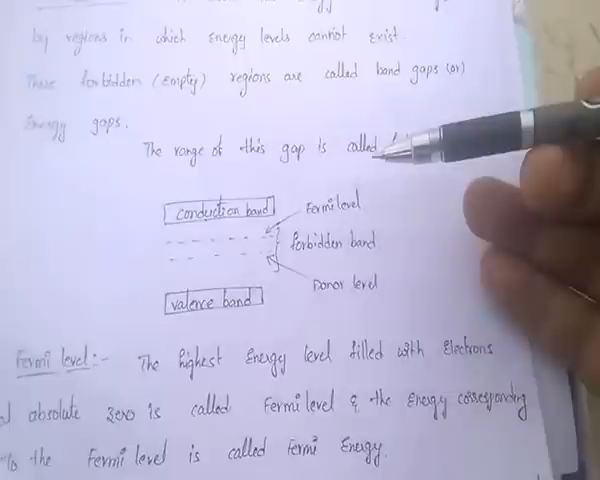 by regions in which Energy levels cannot exist.
These forbidden (Empty) regions are called band gaps (or)
Energy gaps.
The range of this gap is called
conduction band
Fermi level
forbidden band
Donor level
valence band
Fermi level:- The highest Energy level filled with Electrons
absolute zero is called Fermi level & the Energy corresponding
to the Fermi level is called Fermi Energy.